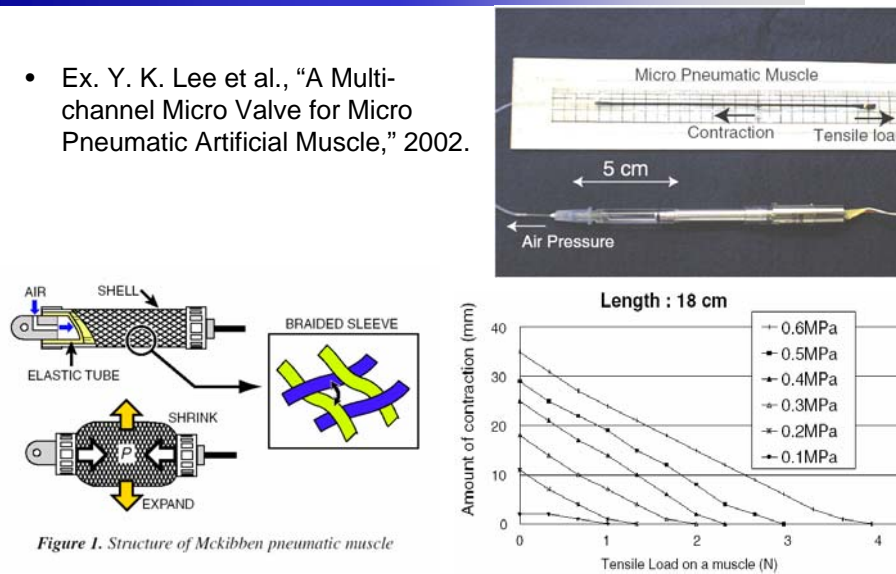 • Ex. Y. K. Lee et al., “A Multi-
channel Micro Valve for Micro
Pneumatic Artificial Muscle,” 2002.
Micro Pneumatic Muscle
Contraction
Tensile loa
5 cm
Air Pressure
AIR
SHELL
ELASTIC TUBE
BRAIDED SLEEVE
SHRINK
P
EXPAND
Figure 1. Structure of Mckibben pneumatic muscle
Length : 18 cm
Amount of contraction (mm)
40
30
20
10
0
0 1 2 3 4
Tensile Load on a muscle (N)
0.6MPa
0.5MPa
0.4MPa
0.3MPa
0.2MPa
0.1MPa